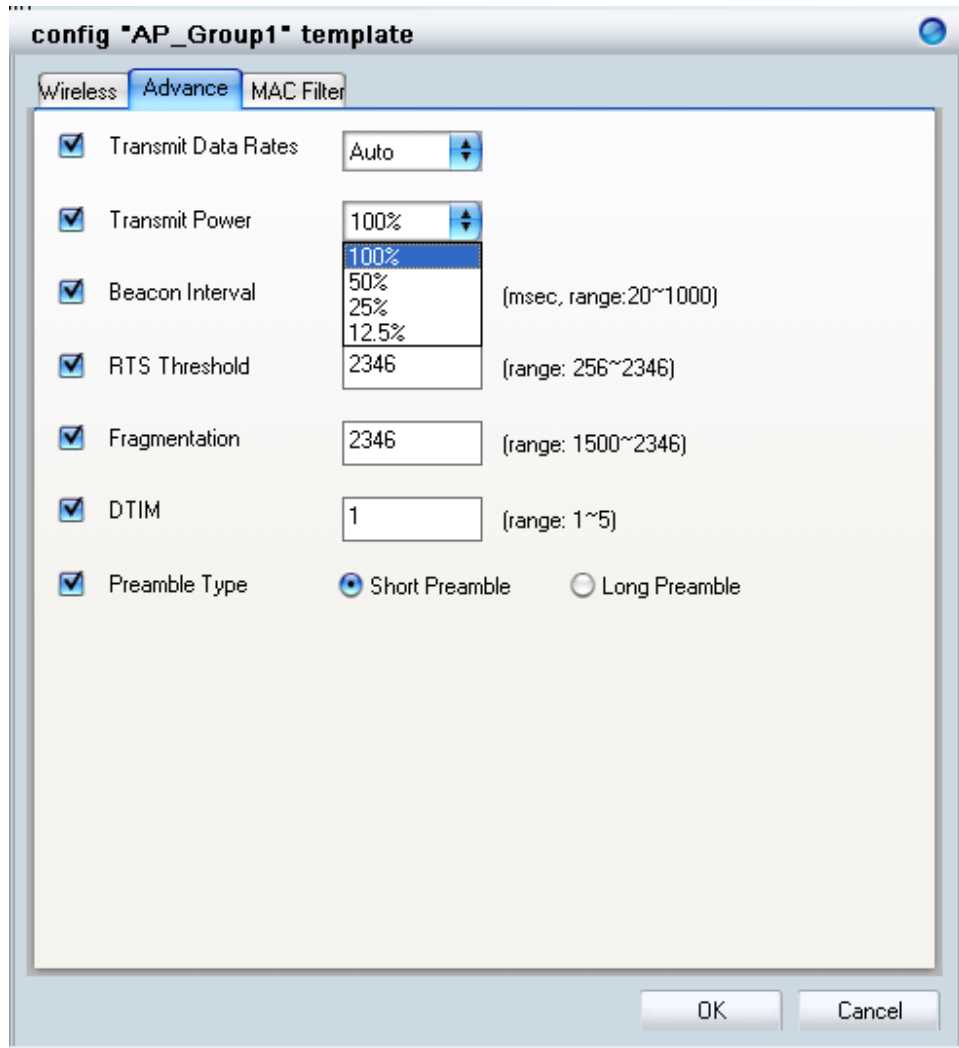 config "AP_Group1" template
Wireless Advance MAC Filter
Transmit Data Rates Auto
Transmit Power 100%
100%
50%
Beacon Interval (msec, range:20~1000)
25%
12.5%
RTS Threshold 2346 (range: 256~2346)
Fragmentation 2346 (range: 1500~2346)
DTIM 1 (range: 1~5)
Preamble Type Short Preamble Long Preamble
OK Cancel